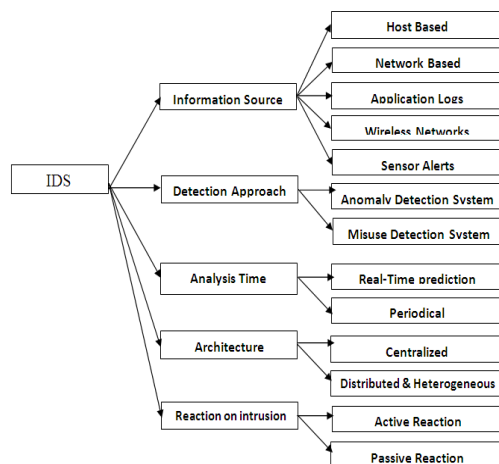 Host Based
Network Based
Information Source
Application Logs
Wireless Networks
Sensor Alerts
IDS
Detection Approach
Anomaly Detection System
Misuse Detection System
Analysis Time
Real-Time prediction
Periodical
Architecture
Centralized
Distributed & Heterogeneous
Reaction on intrusion
Active Reaction
Passive Reaction